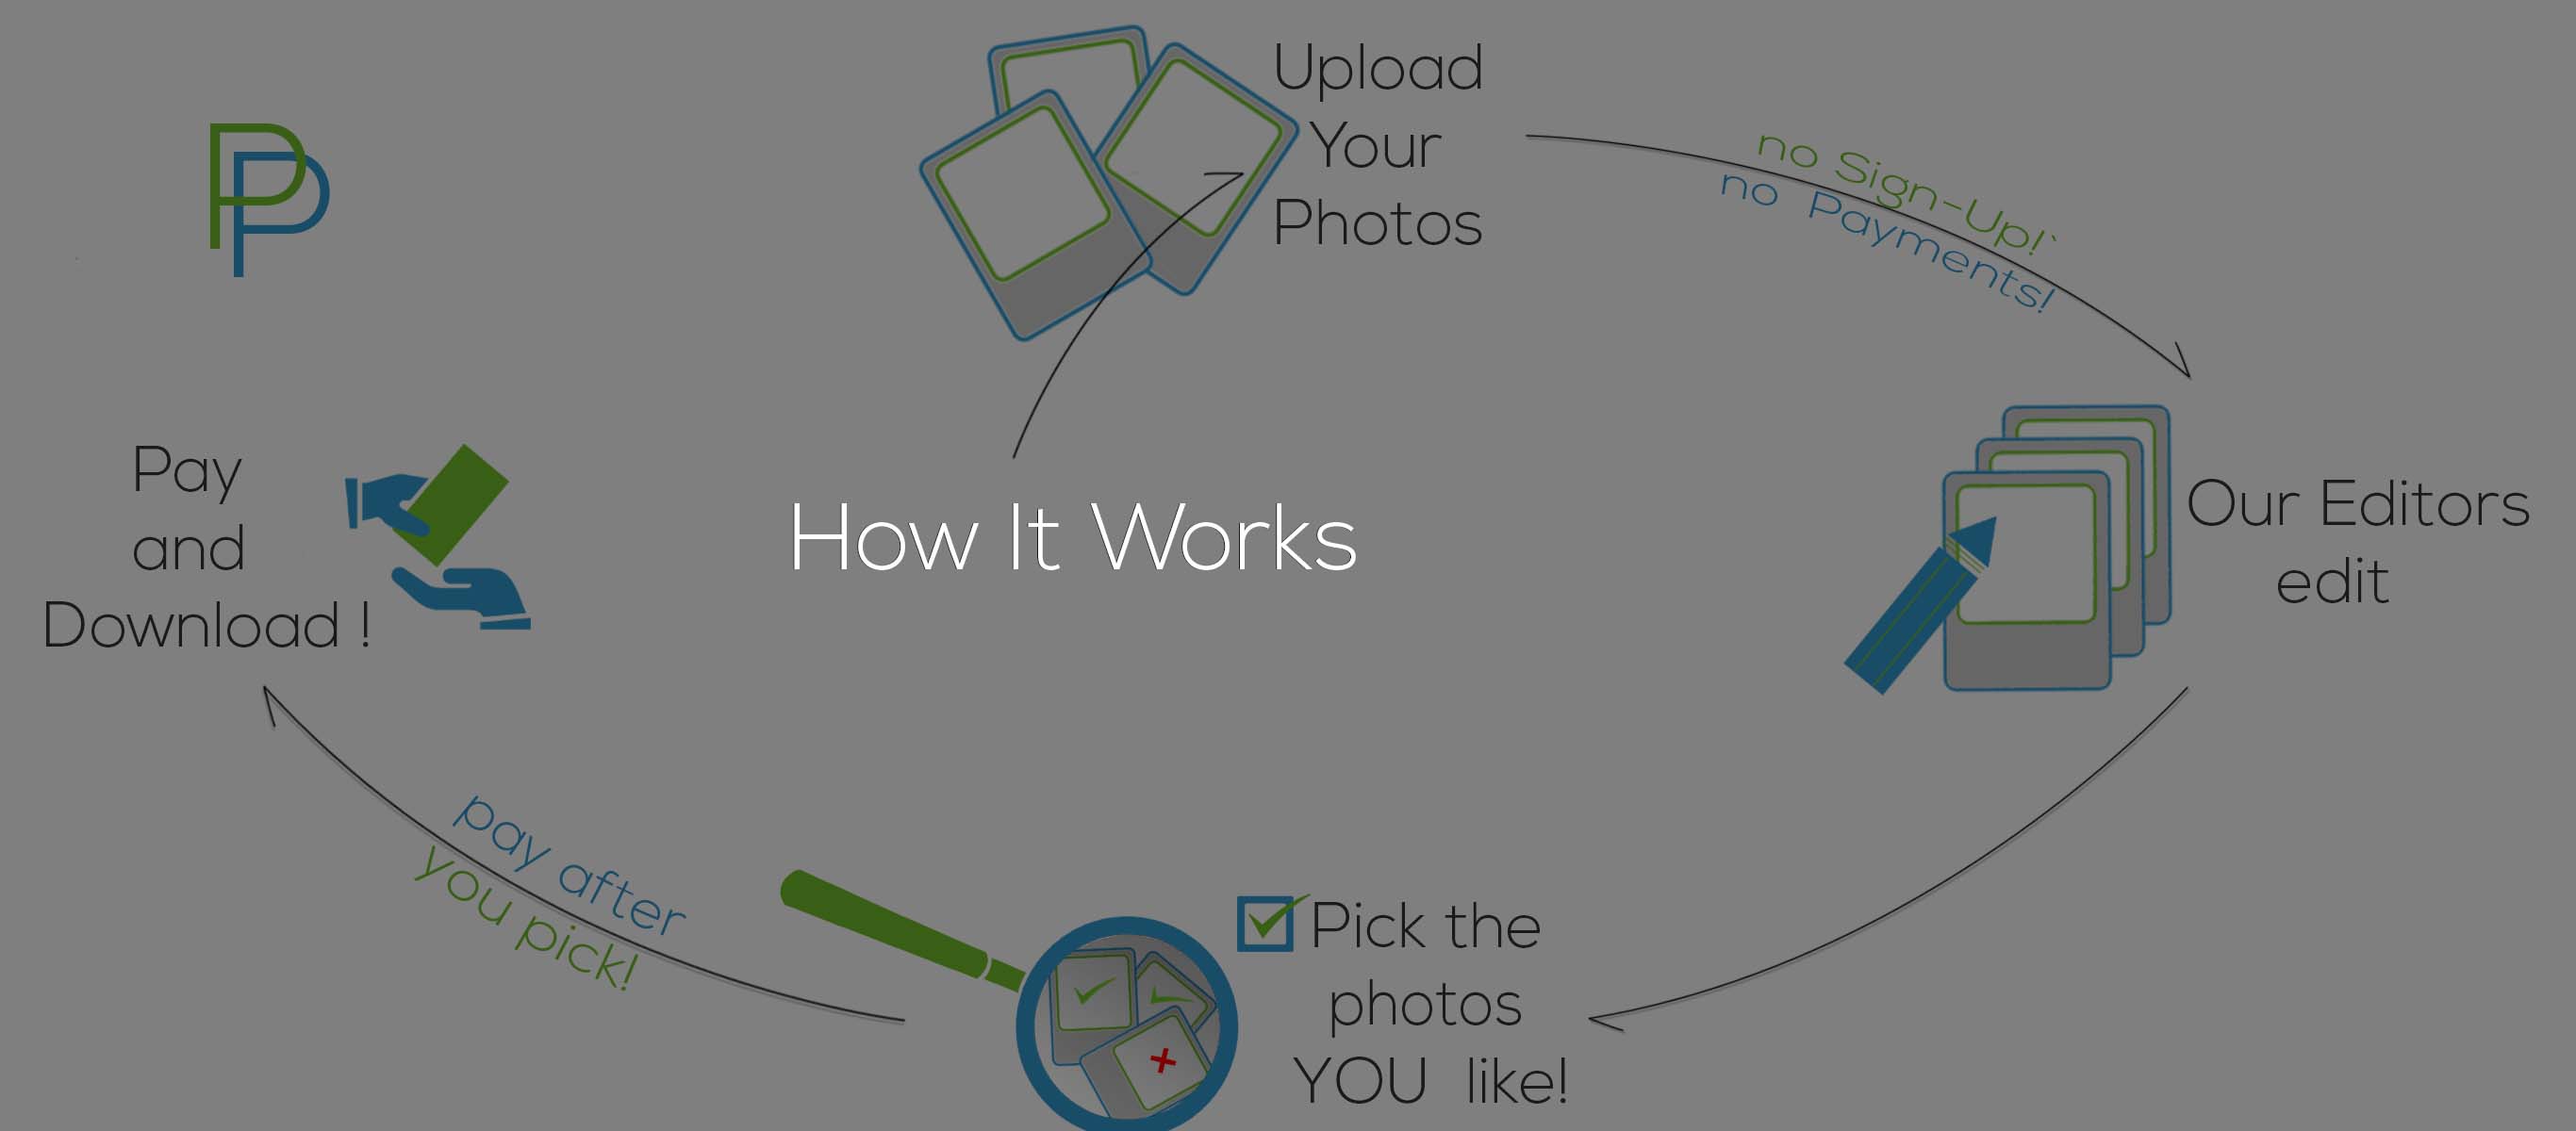 PP
Upload
Your
Photos
no Sign-Up!`
no Payments!
Our Editors
edit
How It Works
Pick the
photos
YOU like!
pay after
you pick!
Pay
and
Download !